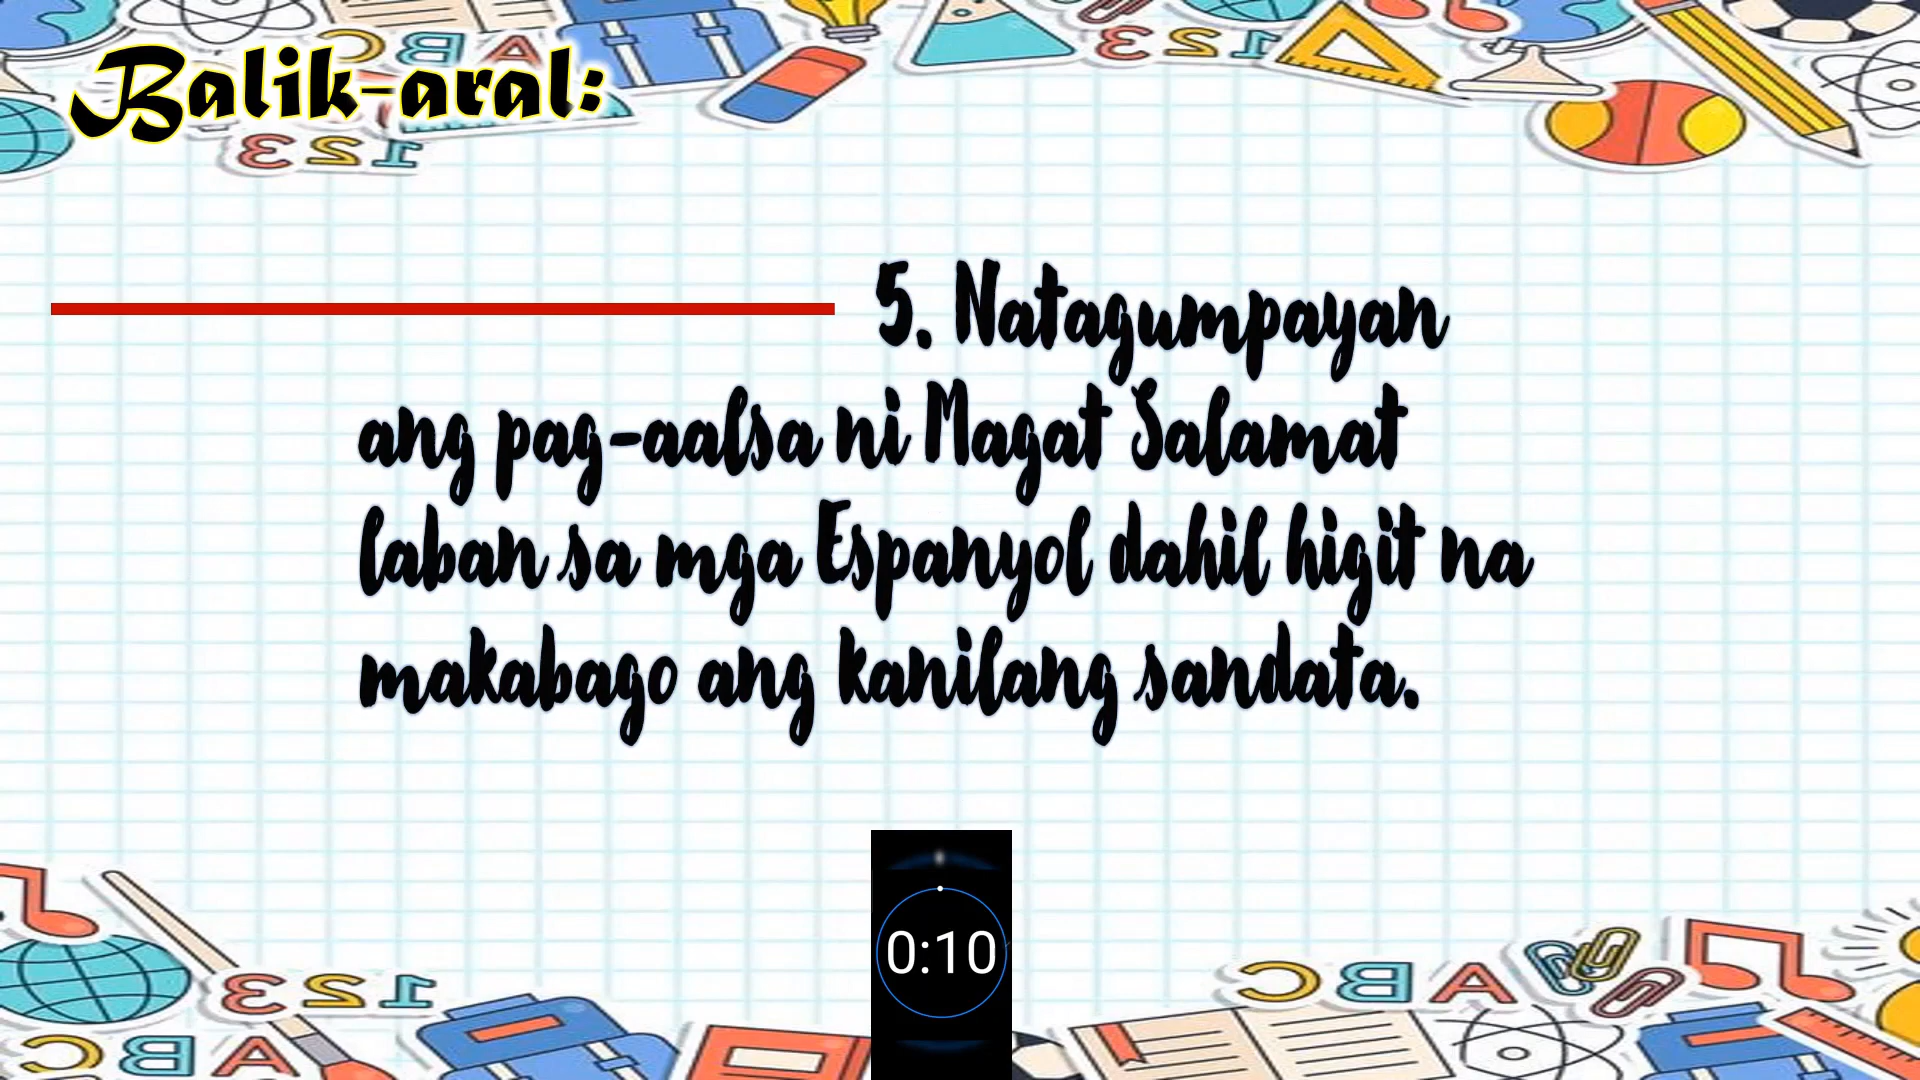 Balik-aral:
5. Natagumpayan
ang pag-aalsa ni Magat Salamat
laban sa mga Espanyol dahil higit na
makabago ang kanilang sandata.
0:10